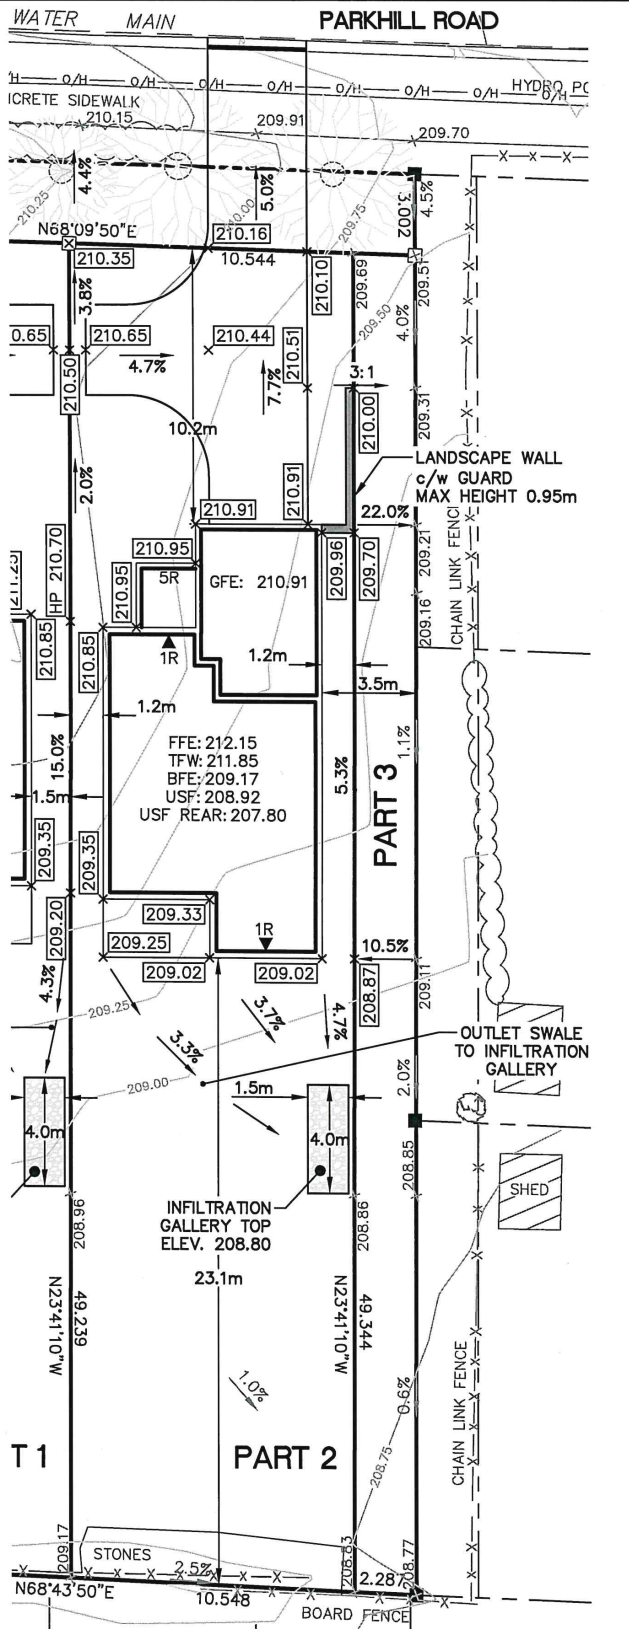 WATER MAIN
PARKHILL ROAD
O/H O/H O/H O/H O/H O/H O/H O/H
HYDRO
SIDEWALK
210.15
209.91
209.70
4.4%
5.0%
4.5%
3.002
210.25
210.00
209.75
N68°09'50"E
210.35
210.16
10.544
210.10
209.69
209.51
209.50
3.8%
4.0%
0.65
210.65
210.44
210.51
4.7%
7.7%
3:1
210.50
210.00
209.31
10.2m
LANDSCAPE WALL
c/w GUARD
MAX HEIGHT 0.95m
2.0%
210.91
210.91
22.0%
HP 210.70
210.95
210.95
5R
GFE: 210.91
209.96
209.70
209.21
CHAIN LINK FENCE
209.16
210.85
210.85
1R
1.2m
3.5m
1.2m
FFE: 212.15
TFW: 211.85
BFE: 209.17
USF: 208.92
USF REAR: 207.80
15.0%
1.5m
5.3%
1.1%
PART 3
209.35
209.35
209.33
209.20
209.25
1R
209.02
209.02
10.5%
208.87
209.11
4.3%
209.25
3.7%
4.7%
3.3%
OUTLET SWALE
TO INFILTRATION
GALLERY
209.00
1.5m
2.0%
4.0m
4.0m
208.85
SHED
INFILTRATION
GALLERY TOP
ELEV. 208.80
208.96
208.86
23.1m
N23°41'10"W
49.239
N23°41'10"W
49.344
1.0%
0.6%
CHAIN LINK FENCE
T 1
PART 2
208.75
209.17
STONES
2.5%
208.83
208.77
N68°43'50"E
10.548
2.287
BOARD FENCE